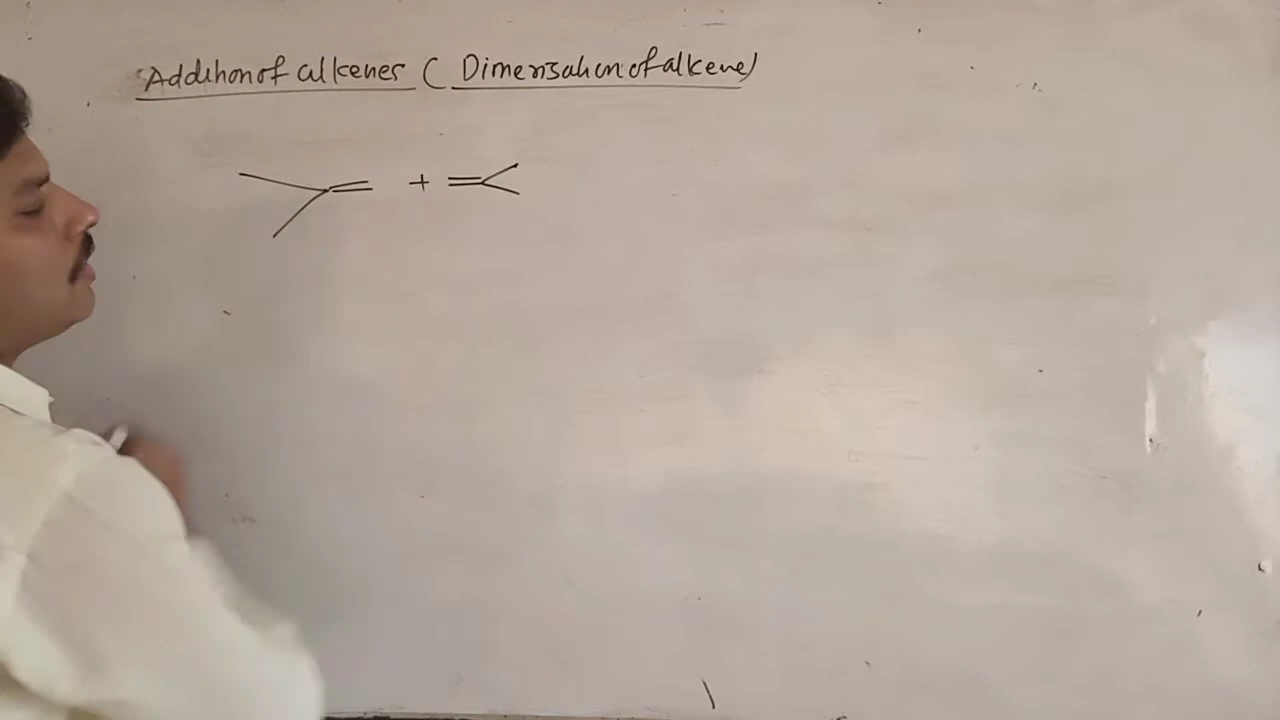 Addition of alkenes ( Dimerisation of alkene)
+